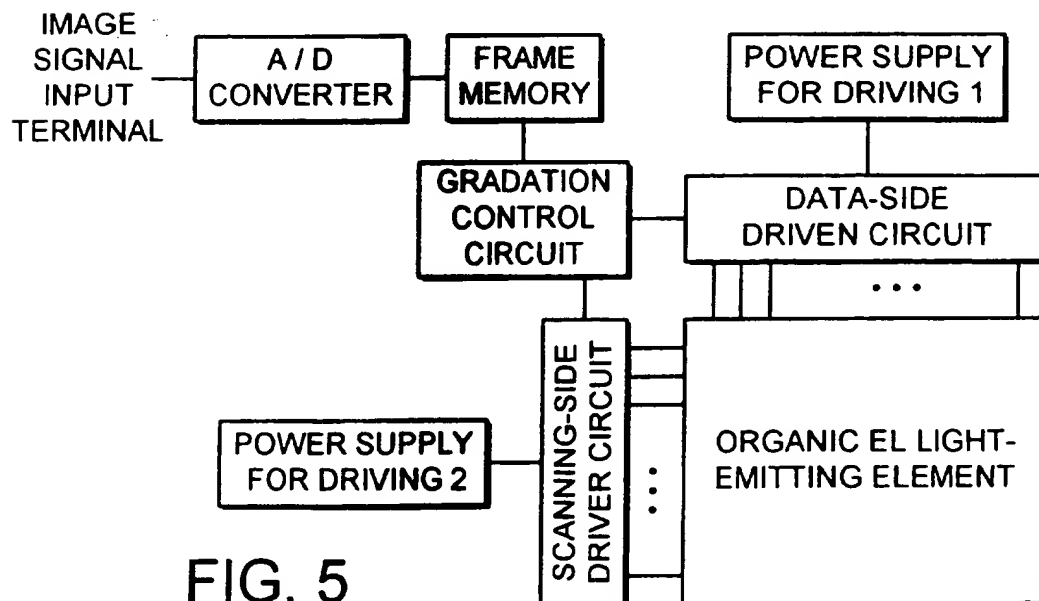 IMAGE
SIGNAL
INPUT
TERMINAL
A / D
CONVERTER
FRAME
MEMORY
POWER SUPPLY
FOR DRIVING 1
GRADATION
CONTROL
CIRCUIT
DATA-SIDE
DRIVEN CIRCUIT
• • •
SCANNING-SIDE
DRIVER CIRCUIT
• • •
POWER SUPPLY
FOR DRIVING 2
ORGANIC EL LIGHT-
EMITTING ELEMENT
FIG. 5